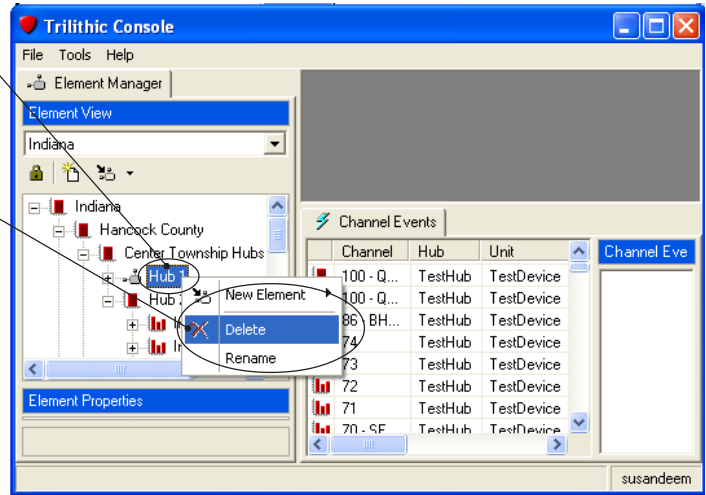 Trilithic Console
File Tools Help
Element Manager
Element View
Indiana
Indiana
Hancock County
Center Township Hubs
Hub 1
Hub
New Element
Delete
Rename
Element Properties
Channel Events
Channel Hub Unit
100 - Q... TestHub TestDevice
100 - Q... TestHub TestDevice
86 - BH... TestHub TestDevice
74 TestHub TestDevice
73 TestHub TestDevice
72 TestHub TestDevice
71 TestHub TestDevice
70 - SE TestHub TestDevice
Channel Eve
susandeem